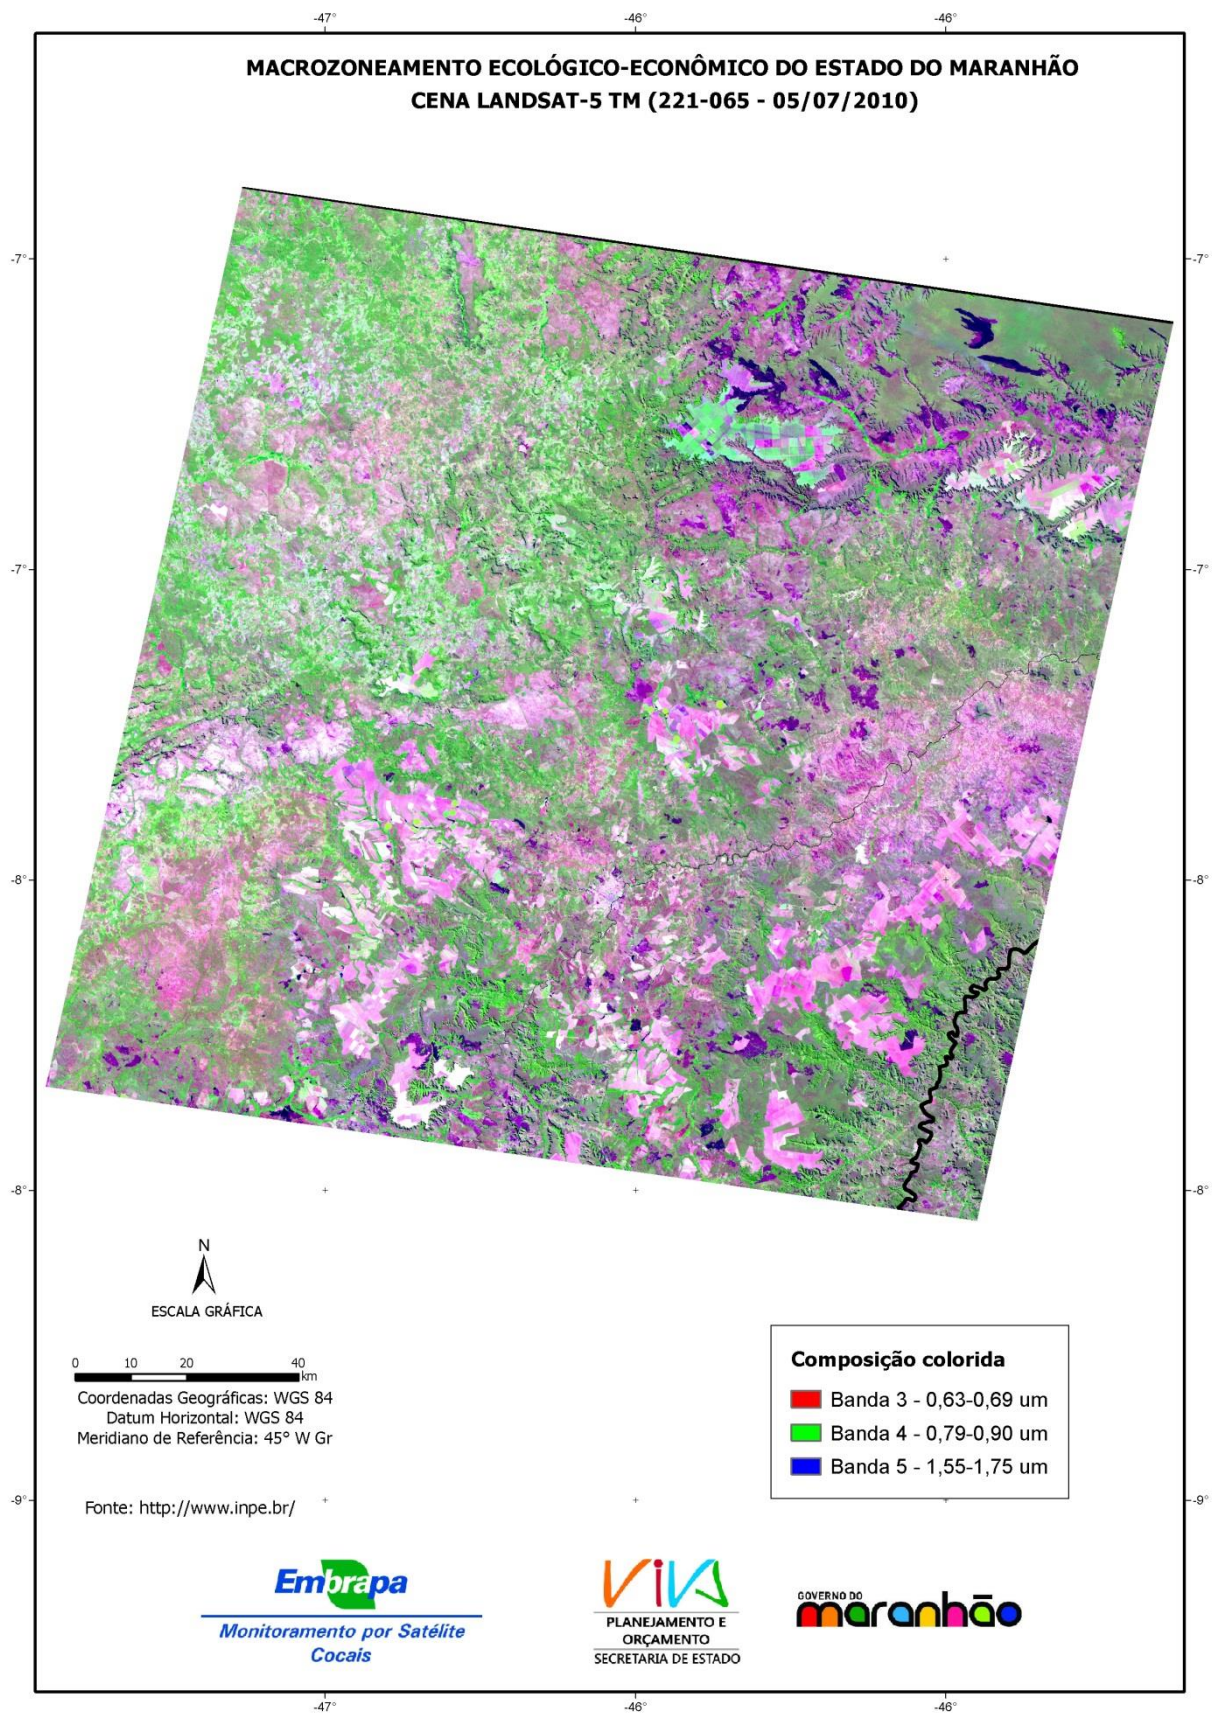 -47° -46° -46°
MACROZONEAMENTO ECOLÓGICO-ECONÔMICO DO ESTADO DO MARANHÃO
CENA LANDSAT-5 TM (221-065 - 05/07/2010)
-7° -7°
-7° -7°
-8° -8°
-8° -8°
N
ESCALA GRÁFICA
0 10 20 40
km
Coordenadas Geográficas: WGS 84
Datum Horizontal: WGS 84
Meridiano de Referência: 45° W Gr
Composição colorida
Banda 3 - 0,63-0,69 um
Banda 4 - 0,79-0,90 um
Banda 5 - 1,55-1,75 um
-9° -9°
Fonte: http://www.inpe.br/
Embrapa
Monitoramento por Satélite
Cocais
VIVA
PLANEJAMENTO E
ORÇAMENTO
SECRETARIA DE ESTADO
GOVERNO DO
maranhão
-47° -46° -46°